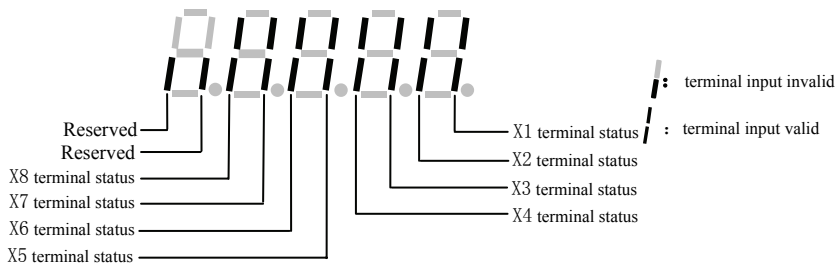 Reserved
Reserved
X8 terminal status
X7 terminal status
X6 terminal status
X5 terminal status
X1 terminal status
X2 terminal status
X3 terminal status
X4 terminal status
: terminal input invalid
: terminal input valid